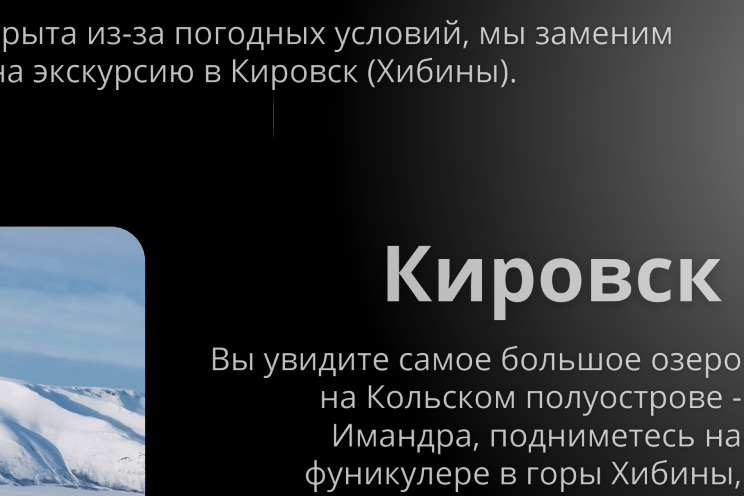 рыта из-за погодных условий, мы заменим
на экскурсию в Кировск (Хибины).
Кировск
Вы увидите самое большое озеро
на Кольском полуострове -
Имандра, подниметесь на
фуникулере в горы Хибины,